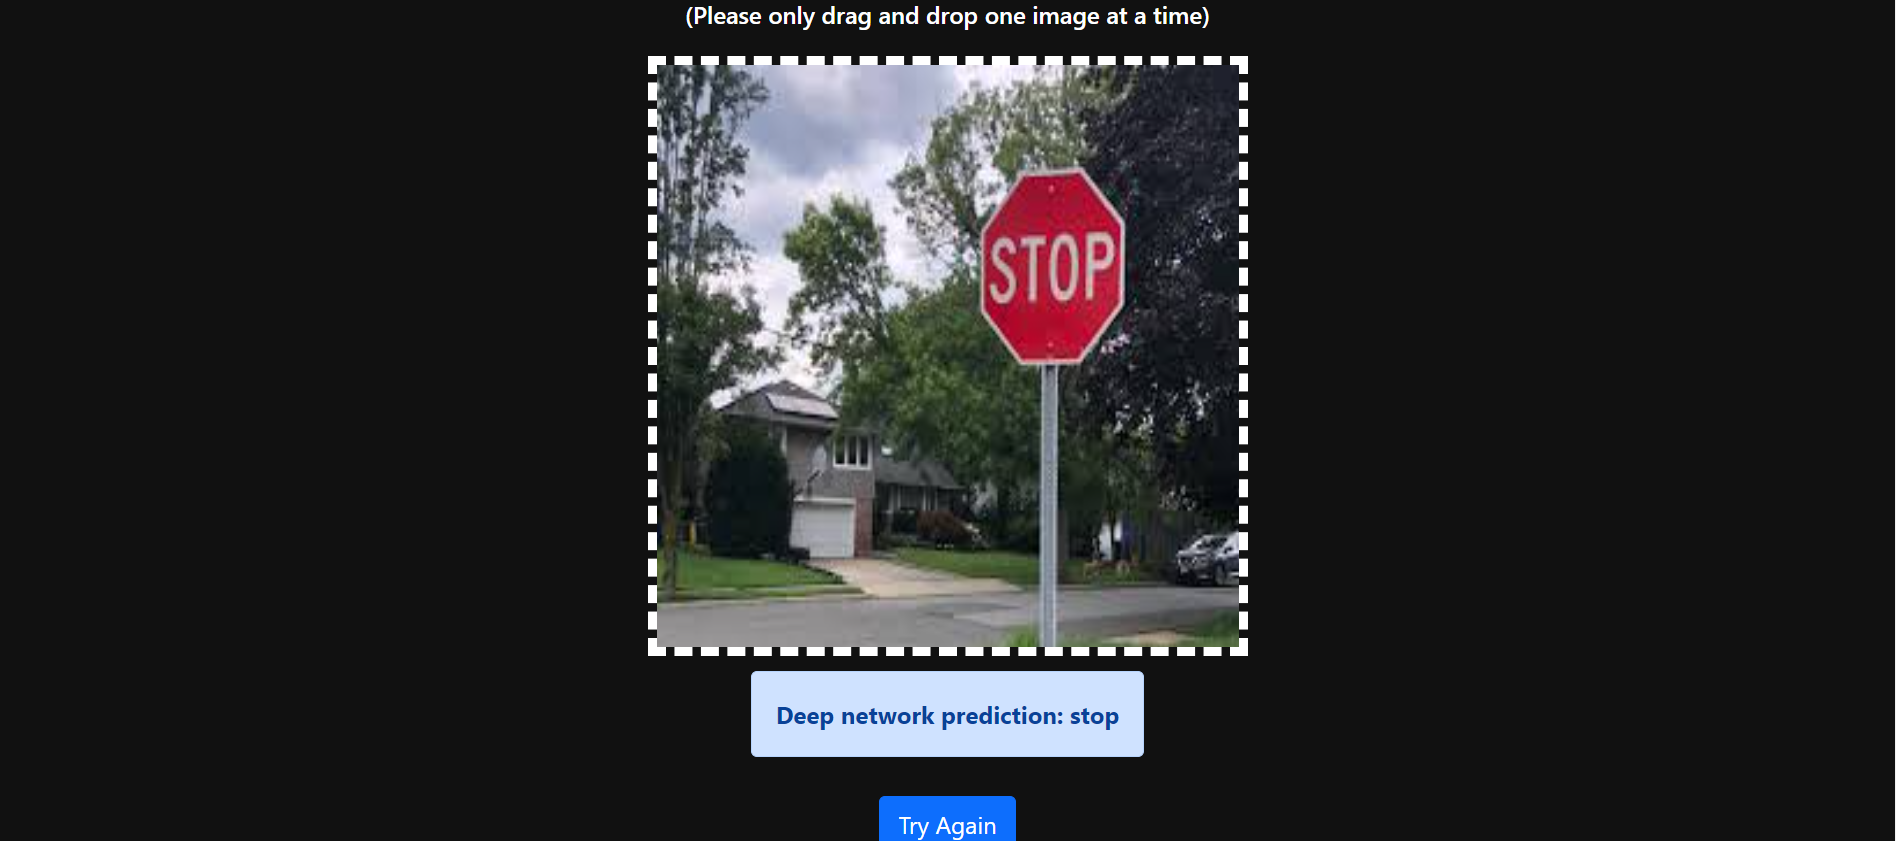 (Please only drag and drop one image at a time)
STOP
Deep network prediction: stop
Try Again